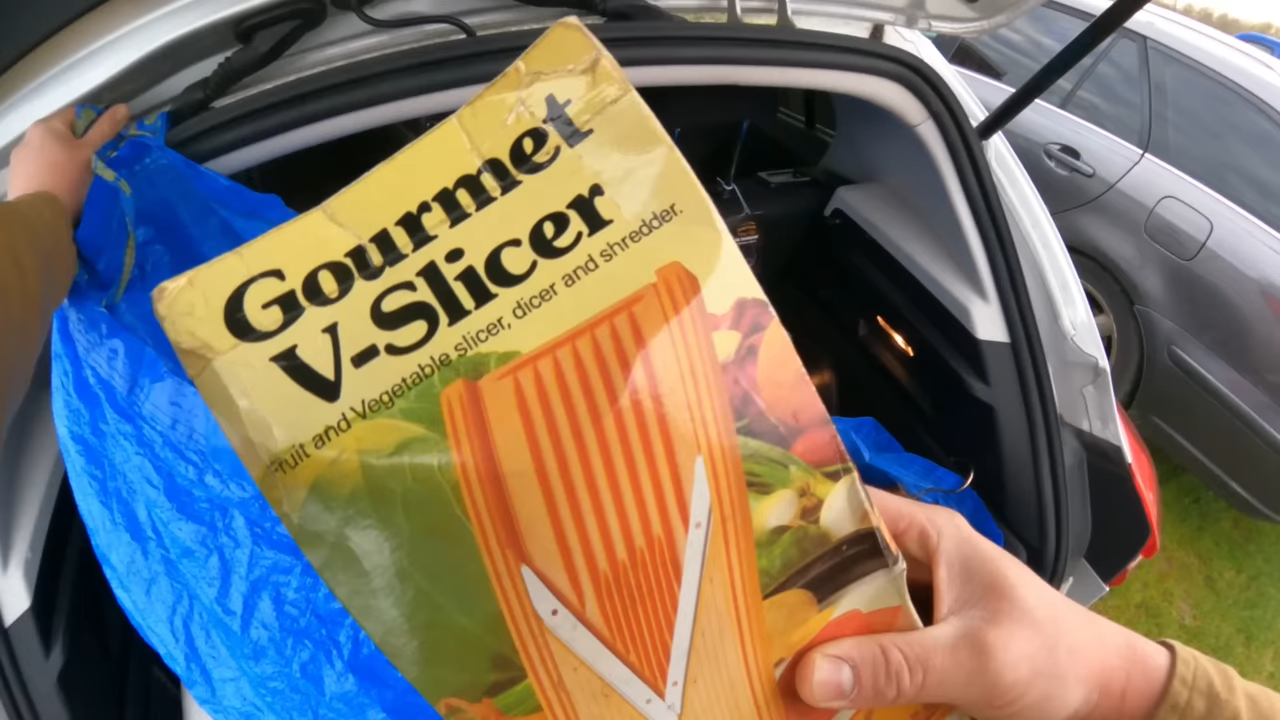 Gourmet
V-Slicer
Fruit and Vegetable slicer, dicer and shredder.